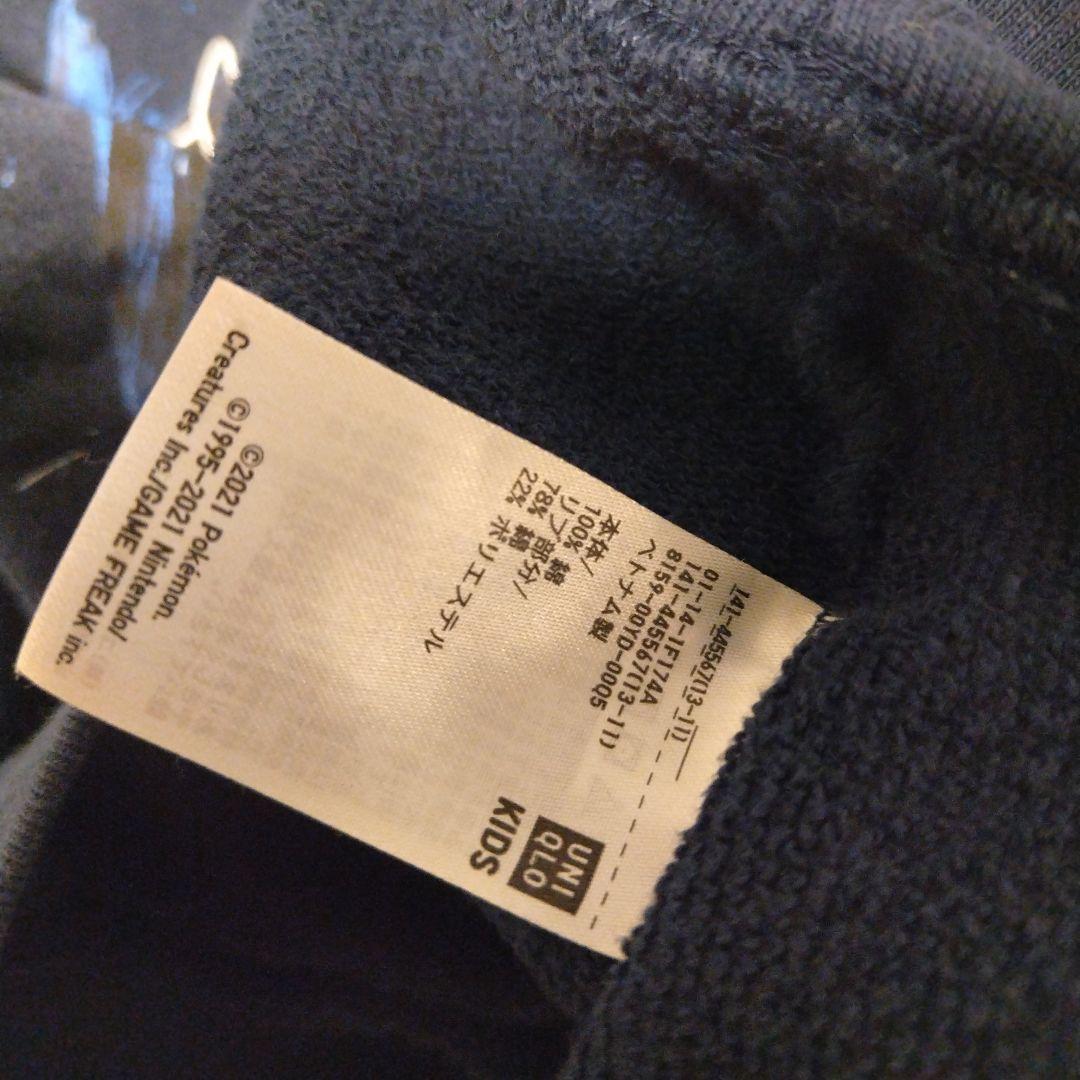 141-445567(13-11)
01-14-1F174A
141-445567(13-11)
8159-00YD-00Q5
ベトナム製
本体/
100% 綿
リブ部分/
78% 綿
22% ポリエステル
UNI
QLO
KIDS
©2021 Pokémon.
©1995-2021 Nintendo/
Creatures Inc./GAME FREAK inc.